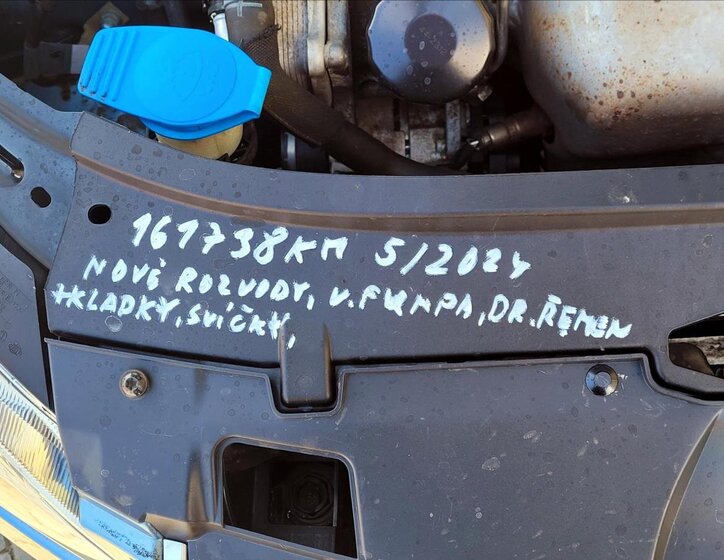 161738KM 5/2024
NOVÉ ROZVODY, V.PUMPA, DR.ŘEMEN
+KLADKY, SVÍČKY,